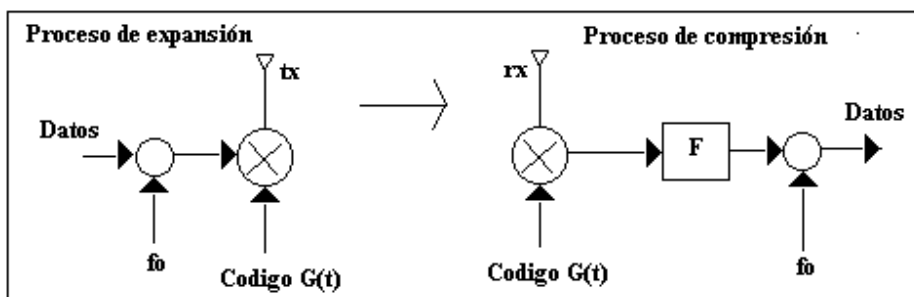 Proceso de expansión
Proceso de compresión
tx
rx
Datos
Datos
F
fo
Codigo G(t)
Codigo G(t)
fo